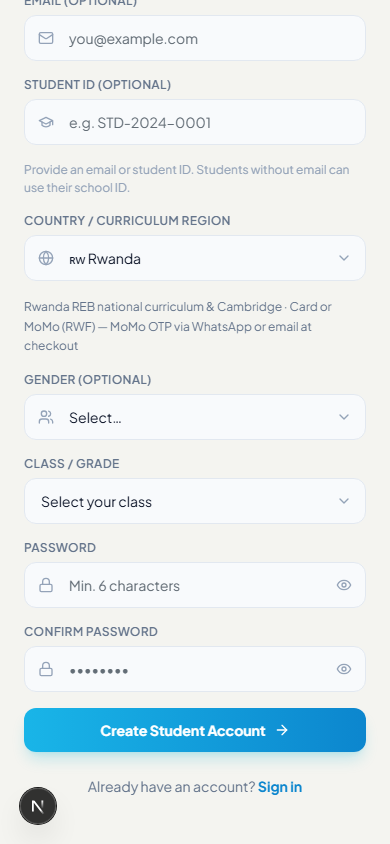 EMAIL (OPTIONAL)
you@example.com
STUDENT ID (OPTIONAL)
e.g. STD-2024-0001
Provide an email or student ID. Students without email can
use their school ID.
COUNTRY / CURRICULUM REGION
RW Rwanda
Rwanda REB national curriculum & Cambridge · Card or
MoMo (RWF) — MoMo OTP via WhatsApp or email at
checkout
GENDER (OPTIONAL)
Select...
CLASS / GRADE
Select your class
PASSWORD
Min. 6 characters
CONFIRM PASSWORD
••••••••
Create Student Account →
Already have an account? Sign in
N